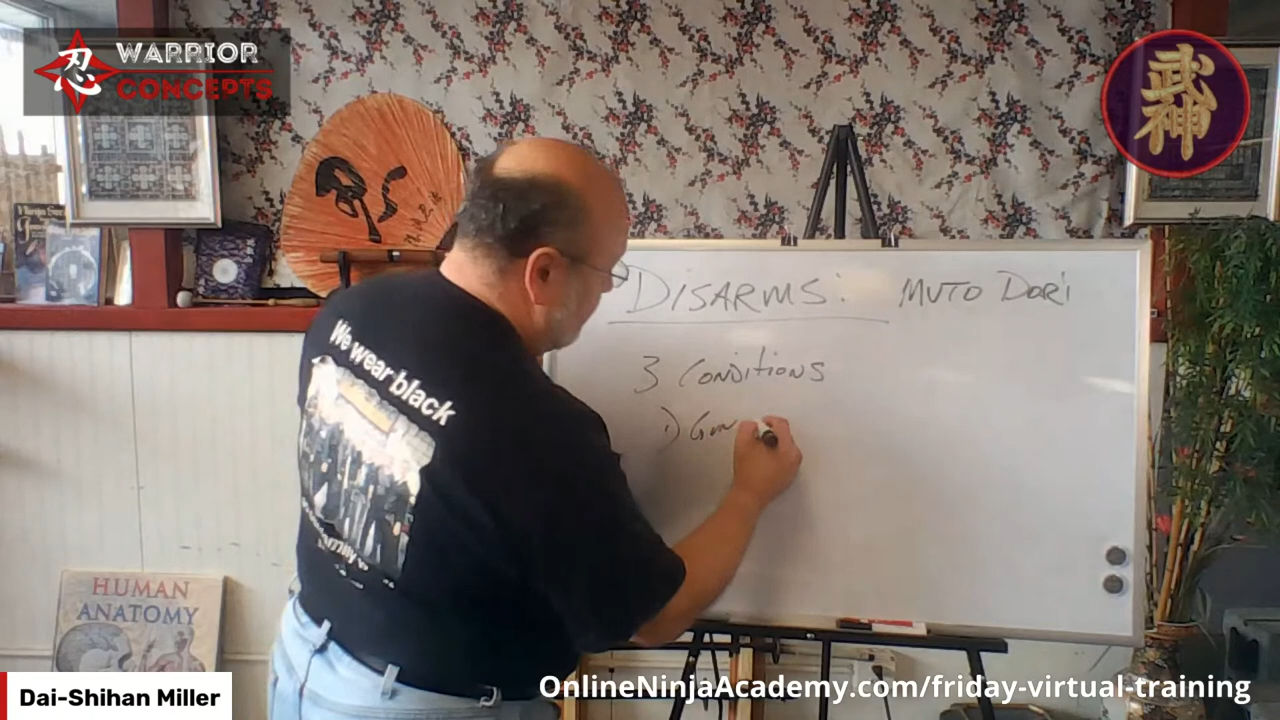 WARRIOR
CONCEPTS
忍
武神
DISARMS: MUTO DORI
3 CONDITIONS
1)
We wear black
HUMAN
ANATOMY
Dai-Shihan Miller
OnlineNinjaAcademy.com/friday-virtual-training